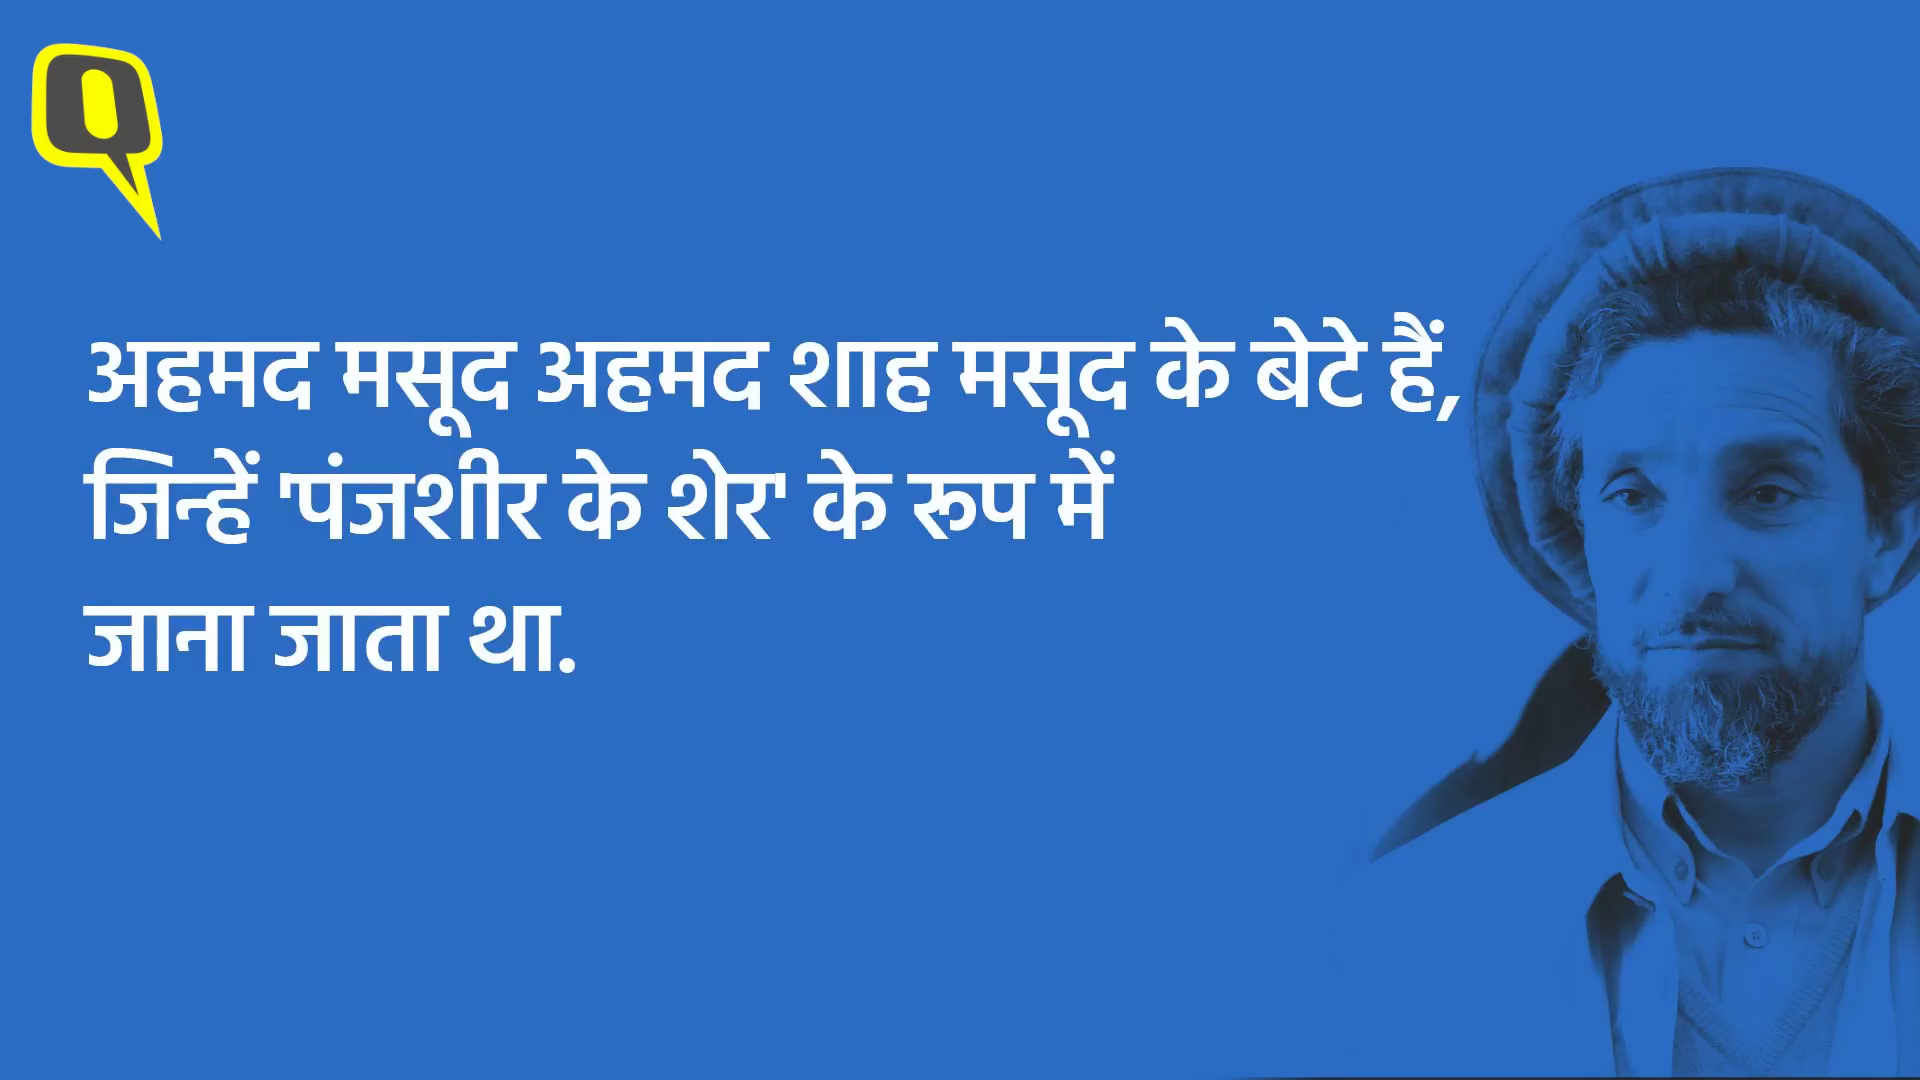 अहमद मसूद अहमद शाह मसूद के बेटे हैं,
जिन्हें 'पंजशीर के शेर' के रूप में
जाना जाता था.